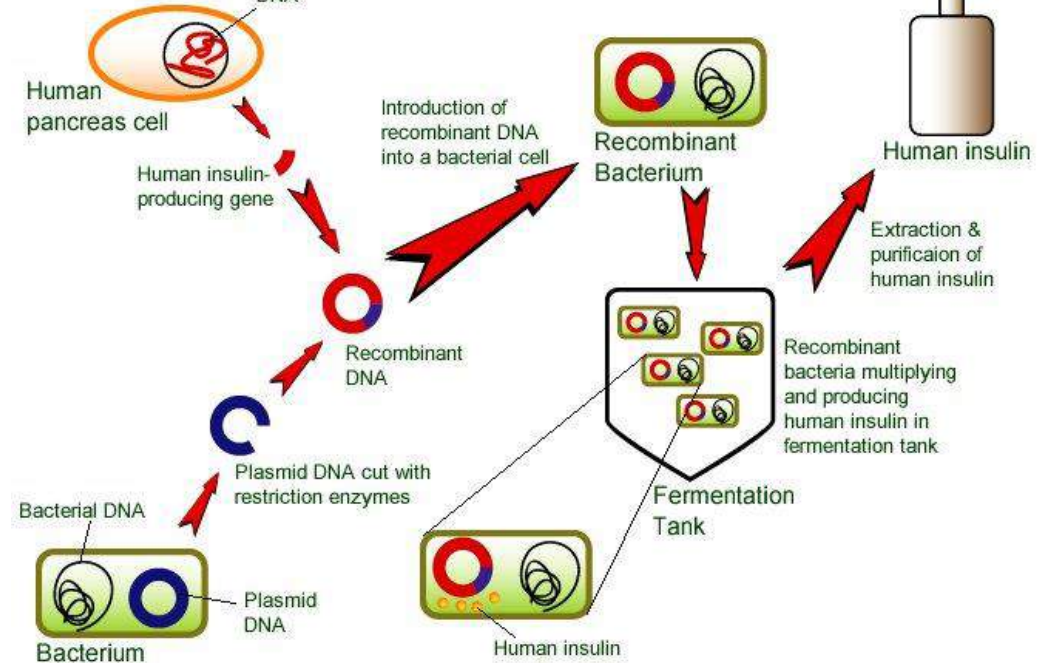 DNA
Human
pancreas cell
Human insulin-
producing gene
Introduction of
recombinant DNA
into a bacterial cell
Recombinant
Bacterium
Human insulin
Extraction &
purificaion of
human insulin
Recombinant
DNA
Recombinant
bacteria multiplying
and producing
human insulin in
fermentation tank
Plasmid DNA cut with
restriction enzymes
Fermentation
Tank
Bacterial DNA
Plasmid
DNA
Human insulin
Bacterium